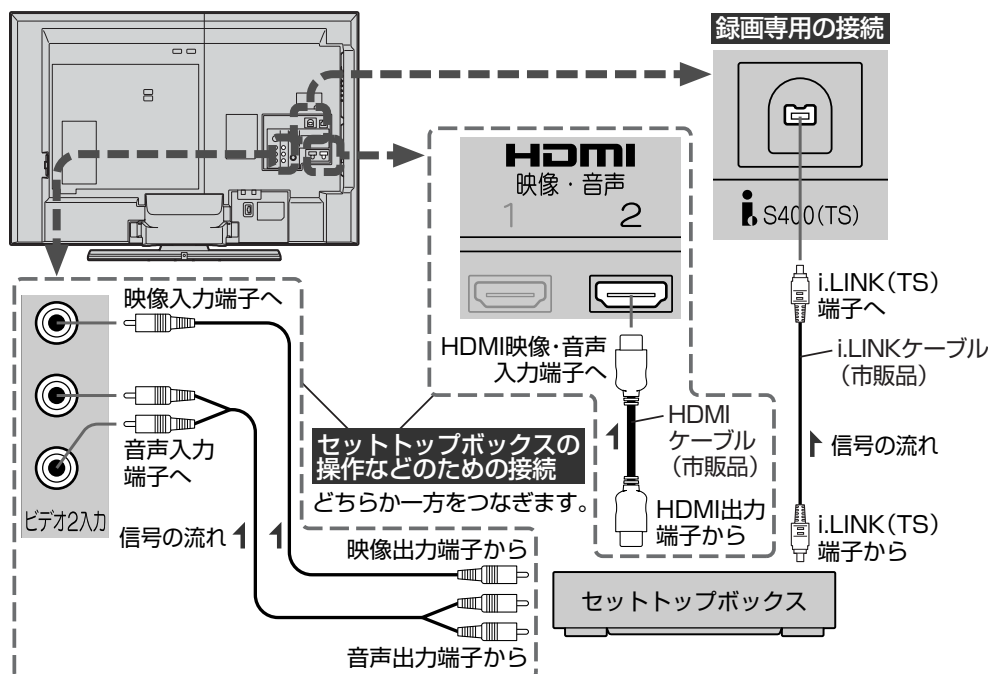 録画専用の接続
HDMI
映像・音声
1 2
i S400(TS)
映像入力端子へ
音声入力
端子へ
ビデオ2入力
信号の流れ
HDMI映像・音声
入力端子へ
セットトップボックスの
操作などのための接続
どちらか一方をつなぎます。
HDMI
ケーブル
(市販品)
HDMI出力
端子から
i.LINK(TS)
端子へ
i.LINKケーブル
(市販品)
信号の流れ
i.LINK(TS)
端子から
映像出力端子から
音声出力端子から
セットトップボックス